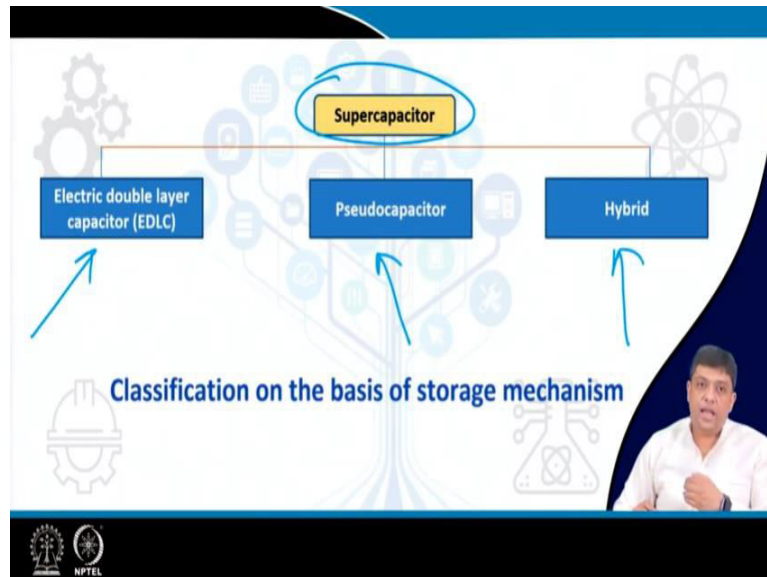 Supercapacitor
Electric double layer
capacitor (EDLC)
Pseudocapacitor
Hybrid
Classification on the basis of storage mechanism
NPTEL